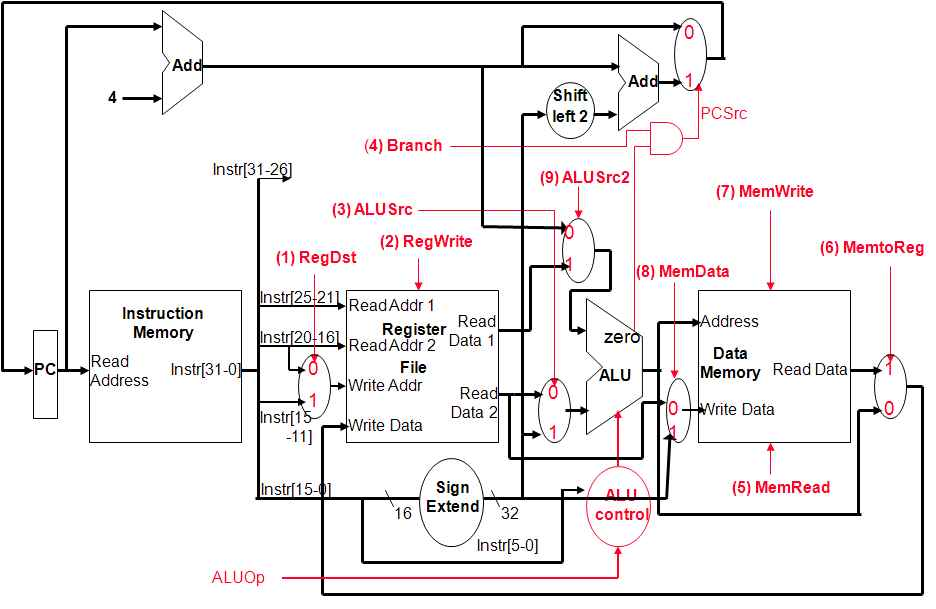 0
Add
Add
1
4
Shift
left 2
PCSrc
(4) Branch
Instr[31-26]
(9) ALUSrc2
(3) ALUSrc
(7) MemWrite
0
(2) RegWrite
(6) MemtoReg
(1) RegDst
1
(8) MemData
Instruction
Memory
Instr[25-21]
Read Addr 1
Register
File
Read
Data 1
Address
zero
Instr[20-16]
Read Addr 2
Data
Memory
PC
Read
Address
Instr[31-0]
0
Write Addr
1
ALU
Read Data
1
Read
Data 2
0
0
Write Data
0
Instr[15
-11]
Write Data
1
1
Instr[15-0]
Sign
Extend
16
32
ALU
control
(5) MemRead
Instr[5-0]
ALUOp